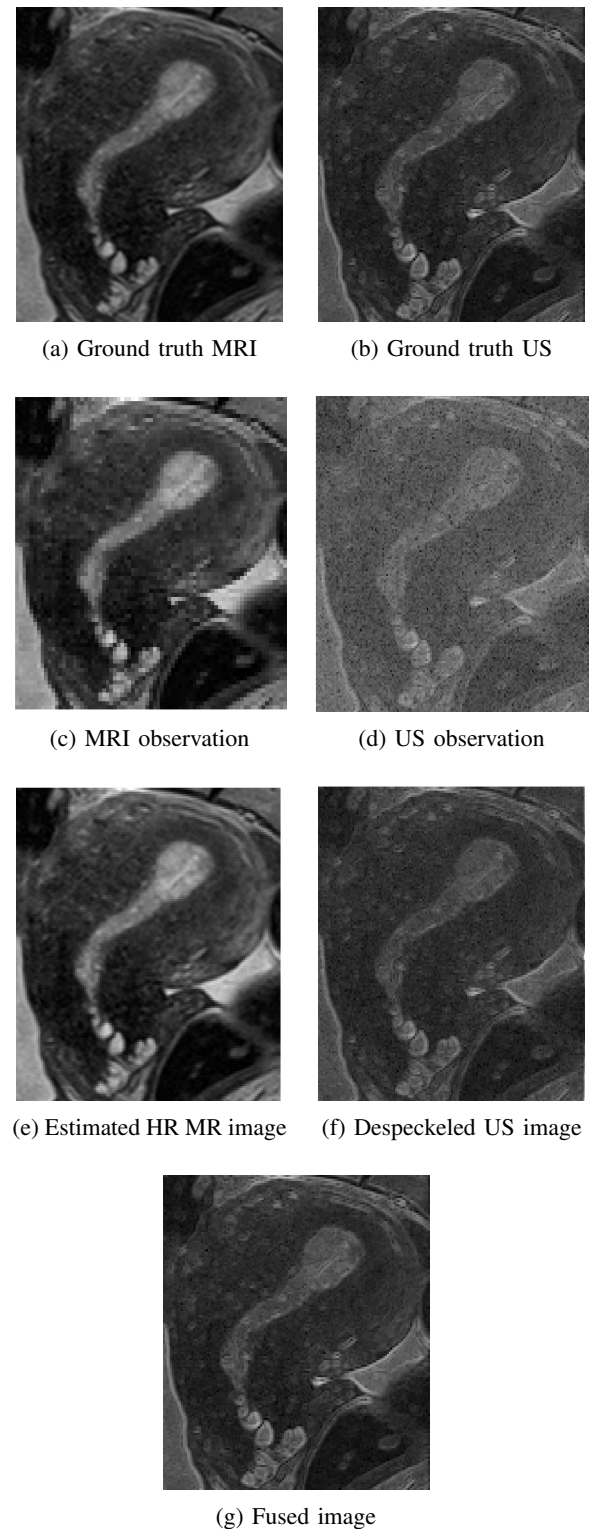 (a) Ground truth MRI
(b) Ground truth US
(c) MRI observation
(d) US observation
(e) Estimated HR MR image
(f) Despeckeled US image
(g) Fused image